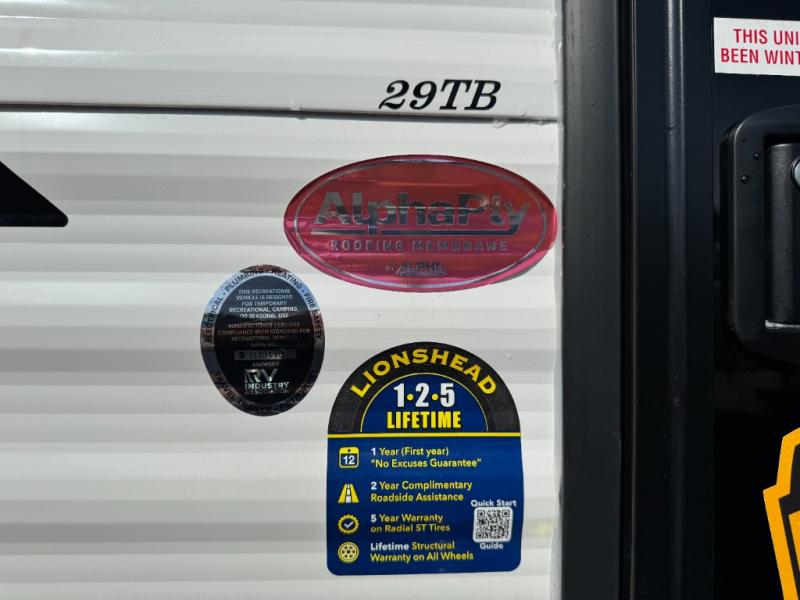 THIS UNI
BEEN WINT
29TB
AlphaPly
ROOFING MEMBRANE
BY ALPHA
ELECTRICAL - PLUMBING - HEATING - FIRE SAFETY
THIS RECREATIONAL
VEHICLE IS DESIGNED
FOR TEMPORARY
RECREATIONAL, CAMPING,
OR SEASONAL USE
MANUFACTURER CERTIFIES
COMPLIANCE WITH STANDARD FOR
RECREATIONAL VEHICLES,
MEMBER
RV
INDUSTRY
ASSOCIATION
LIONSHEAD
1•2•5
LIFETIME
12
1 Year (First year)
"No Excuses Guarantee"
2 Year Complimentary
Roadside Assistance
5 Year Warranty
on Radial ST Tires
Lifetime Structural
Warranty on All Wheels
Quick Start
Guide